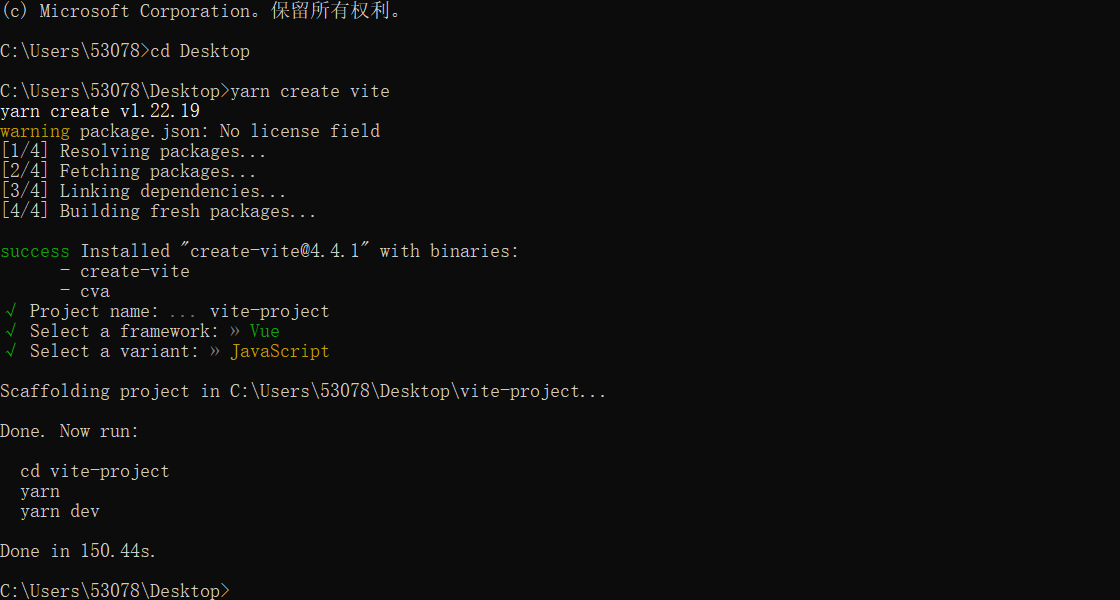 (c) Microsoft Corporation。保留所有权利。
C:\Users\53078>cd Desktop
C:\Users\53078\Desktop>yarn create vite
yarn create v1.22.19
warning package.json: No license field
[1/4] Resolving packages...
[2/4] Fetching packages...
[3/4] Linking dependencies...
[4/4] Building fresh packages...
success Installed "create-vite@4.4.1" with binaries:
- create-vite
- cva
√ Project name: ... vite-project
√ Select a framework: » Vue
√ Select a variant: » JavaScript
Scaffolding project in C:\Users\53078\Desktop\vite-project...
Done. Now run:
cd vite-project
yarn
yarn dev
Done in 150.44s.
C:\Users\53078\Desktop>